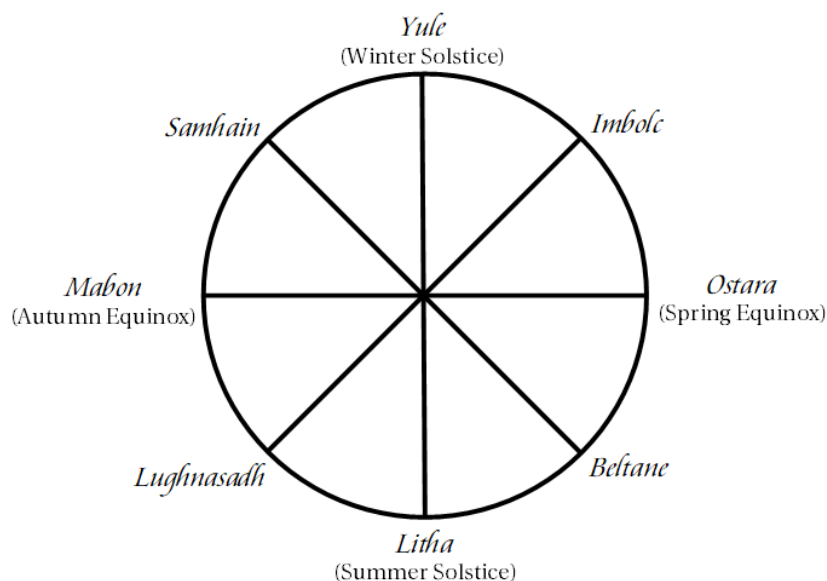 Yule
(Winter Solstice)
Samhain
Imbolc
Mabon
(Autumn Equinox)
Ostara
(Spring Equinox)
Lughnasadh
Beltane
Litha
(Summer Solstice)